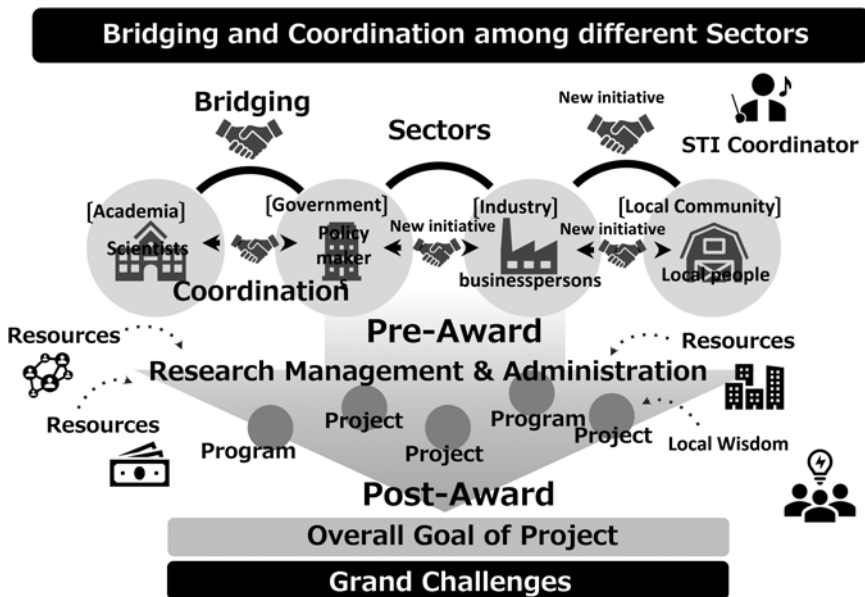 Bridging and Coordination among different Sectors
Bridging
Sectors
New initiative
STI Coordinator
[Academia]
Scientists
[Government]
Policy
maker
s
New initiative
[Industry]
businesspersons
New initiative
[Local Community]
Local people
Coordination
Pre-Award
Resources
Resources
Research Management & Administration
Resources
Program
Project
Project
Program
Project
Local Wisdom
Post-Award
Overall Goal of Project
Grand Challenges